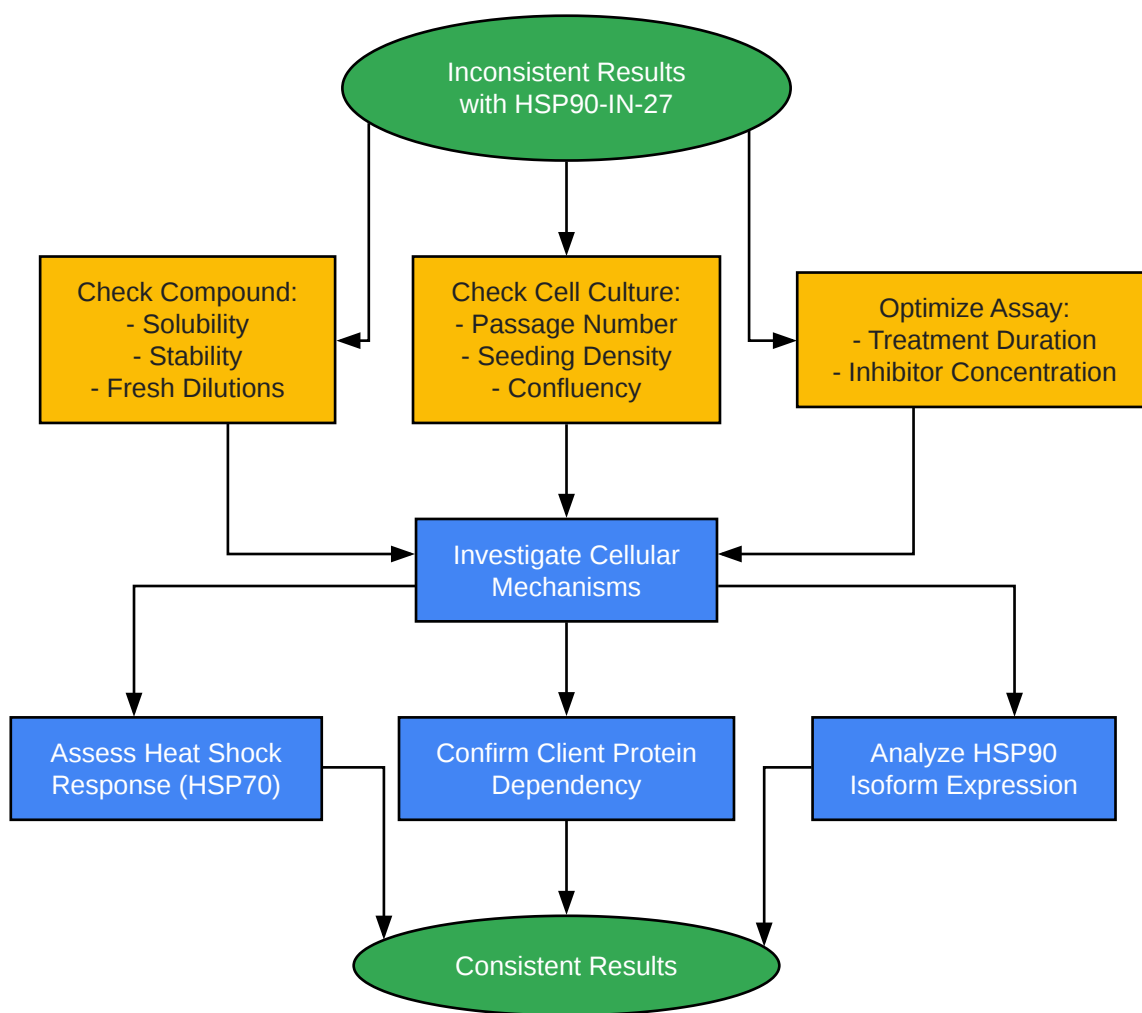 Inconsistent Results
with HSP90-IN-27
Check Compound:
- Solubility
- Stability
- Fresh Dilutions
Check Cell Culture:
- Passage Number
- Seeding Density
- Confluency
Optimize Assay:
- Treatment Duration
- Inhibitor Concentration
Investigate Cellular
Mechanisms
Assess Heat Shock
Response (HSP70)
Confirm Client Protein
Dependency
Analyze HSP90
Isoform Expression
Consistent Results